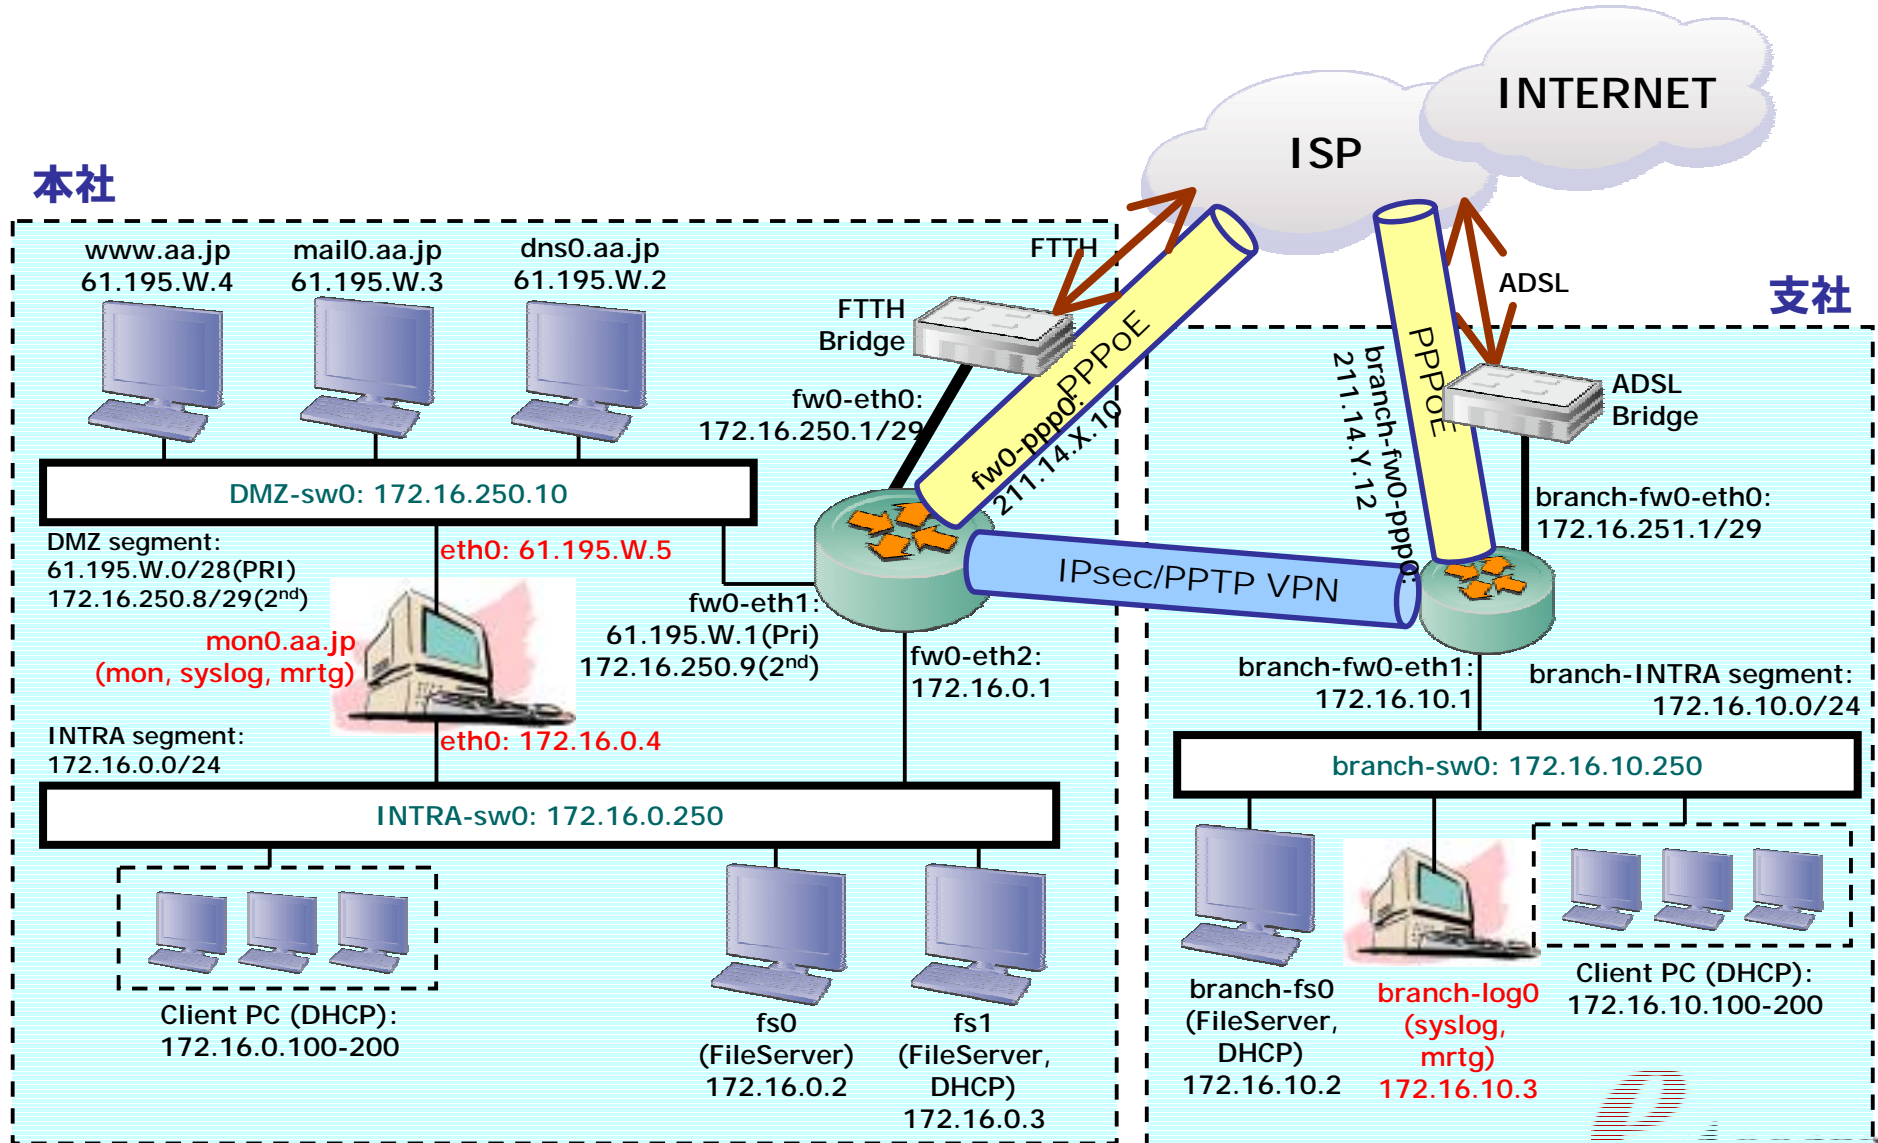 INTERNET
ISP
本社
www.aa.jp
61.195.W.4
mail0.aa.jp
61.195.W.3
dns0.aa.jp
61.195.W.2
FTTH
FTTH
Bridge
ADSL
支社
ADSL
Bridge
PPPoE
fw0-ppp0:
211.14.X.10
PPPoE
branch-fw0-ppp0:
211.14.Y.12
fw0-eth0:
172.16.250.1/29
DMZ-sw0: 172.16.250.10
branch-fw0-eth0:
172.16.251.1/29
DMZ segment:
61.195.W.0/28(PRI)
172.16.250.8/29(2nd)
eth0: 61.195.W.5
IPsec/PPTP VPN
mon0.aa.jp
(mon, syslog, mrtg)
fw0-eth1:
61.195.W.1(Pri)
172.16.250.9(2nd)
fw0-eth2:
172.16.0.1
branch-fw0-eth1:
172.16.10.1
branch-INTRA segment:
172.16.10.0/24
INTRA segment:
172.16.0.0/24
eth0: 172.16.0.4
branch-sw0: 172.16.10.250
INTRA-sw0: 172.16.0.250
Client PC (DHCP):
172.16.0.100-200
fs0
(FileServer)
172.16.0.2
fs1
(FileServer,
DHCP)
172.16.0.3
branch-fs0
(FileServer,
DHCP)
172.16.10.2
branch-log0
(syslog,
mrtg)
172.16.10.3
Client PC (DHCP):
172.16.10.100-200